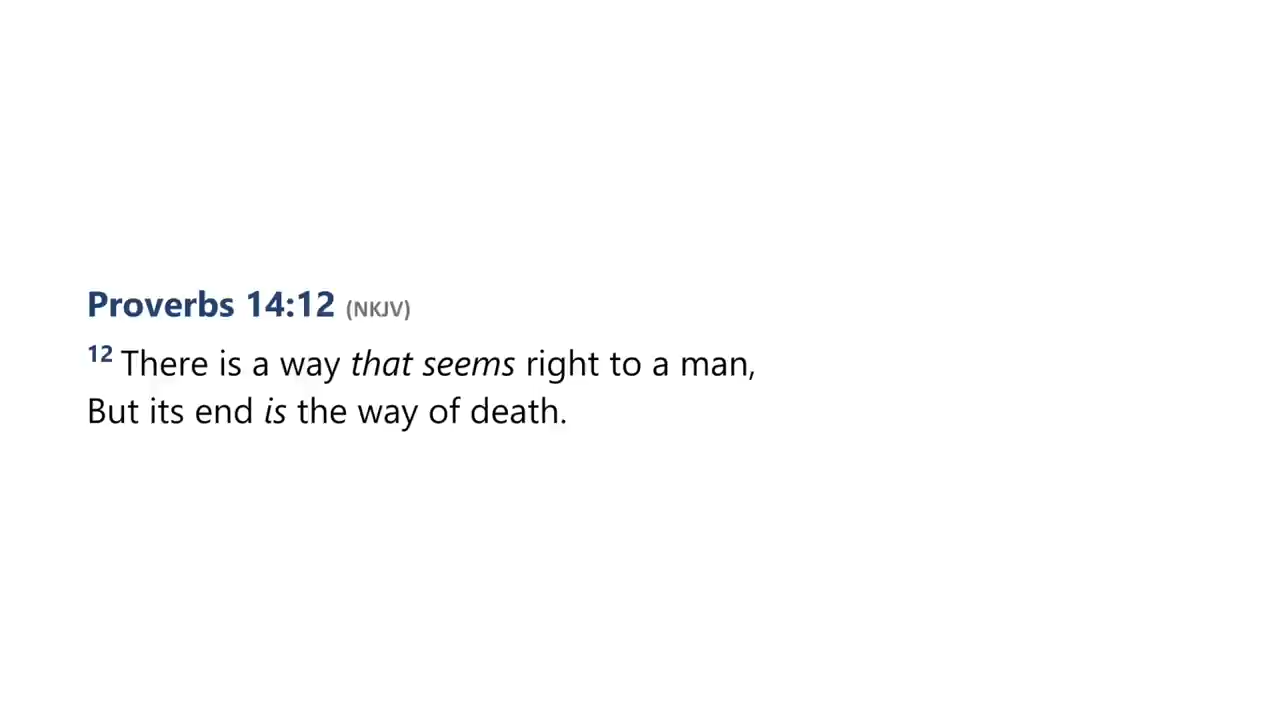 Proverbs 14:12 (NKJV)
12 There is a way that seems right to a man,
But its end is the way of death.